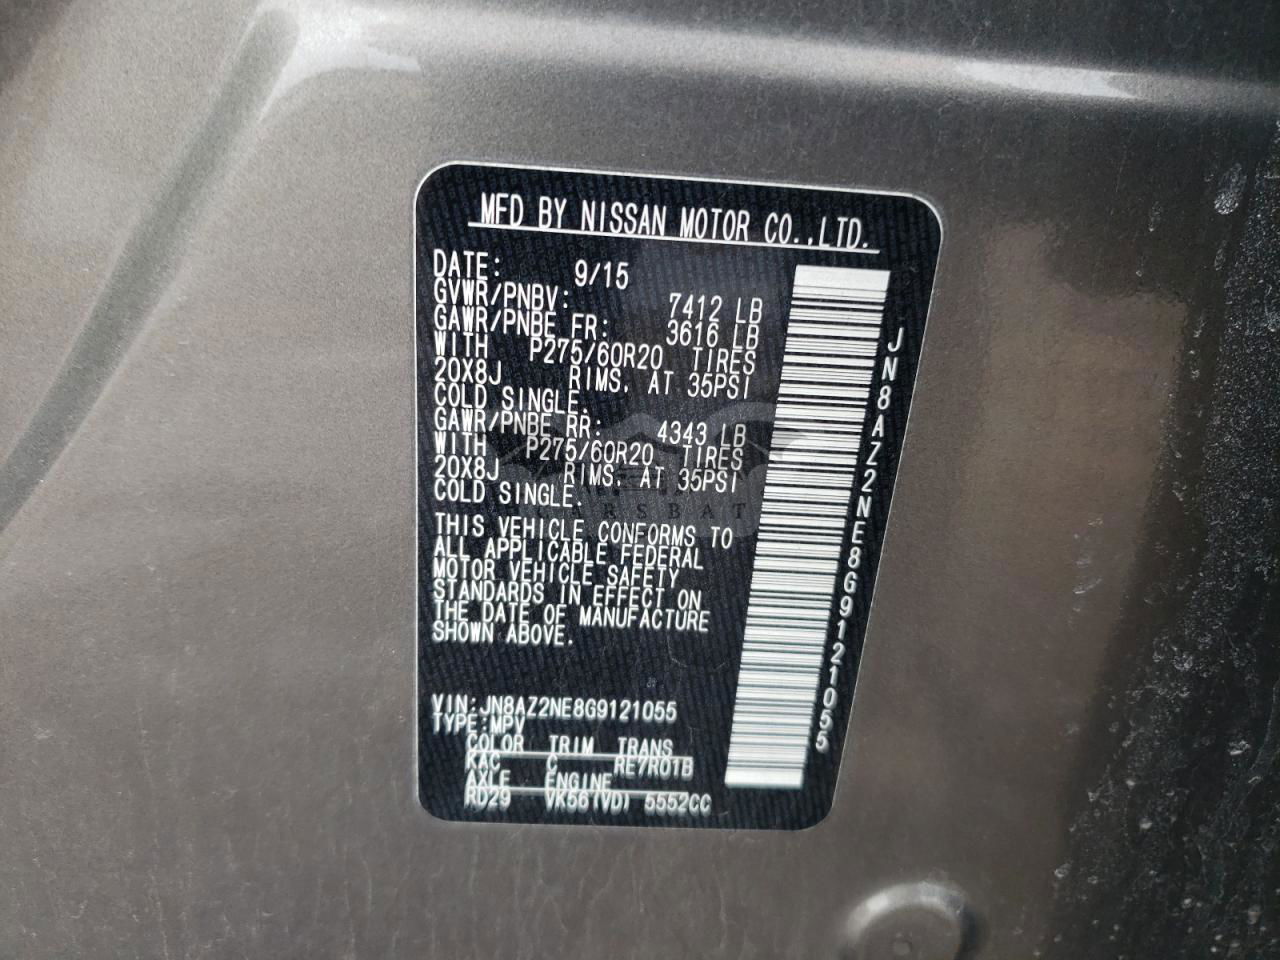 MFD BY NISSAN MOTOR CO.,LTD.
DATE: 9/15
GVWR/PNBV: 7412 LB
GAWR/PNBE FR: 3616 LB
WITH P275/60R20 TIRES
20X8J RIMS. AT 35PSI
COLD SINGLE.
GAWR/PNBE RR: 4343 LB
WITH P275/60R20 TIRES
20X8J RIMS. AT 35PSI
COLD SINGLE.
THIS VEHICLE CONFORMS TO
ALL APPLICABLE FEDERAL
MOTOR VEHICLE SAFETY
STANDARDS IN EFFECT ON
THE DATE OF MANUFACTURE
SHOWN ABOVE.
VIN:JN8AZ2NE8G9121055
TYPE:MPV
COLOR TRIM TRANS
KAC C RE7R01B
AXLE ENGINE
RD29 VK56(VD) 5552CC
JN8AZ2NE8G9121055